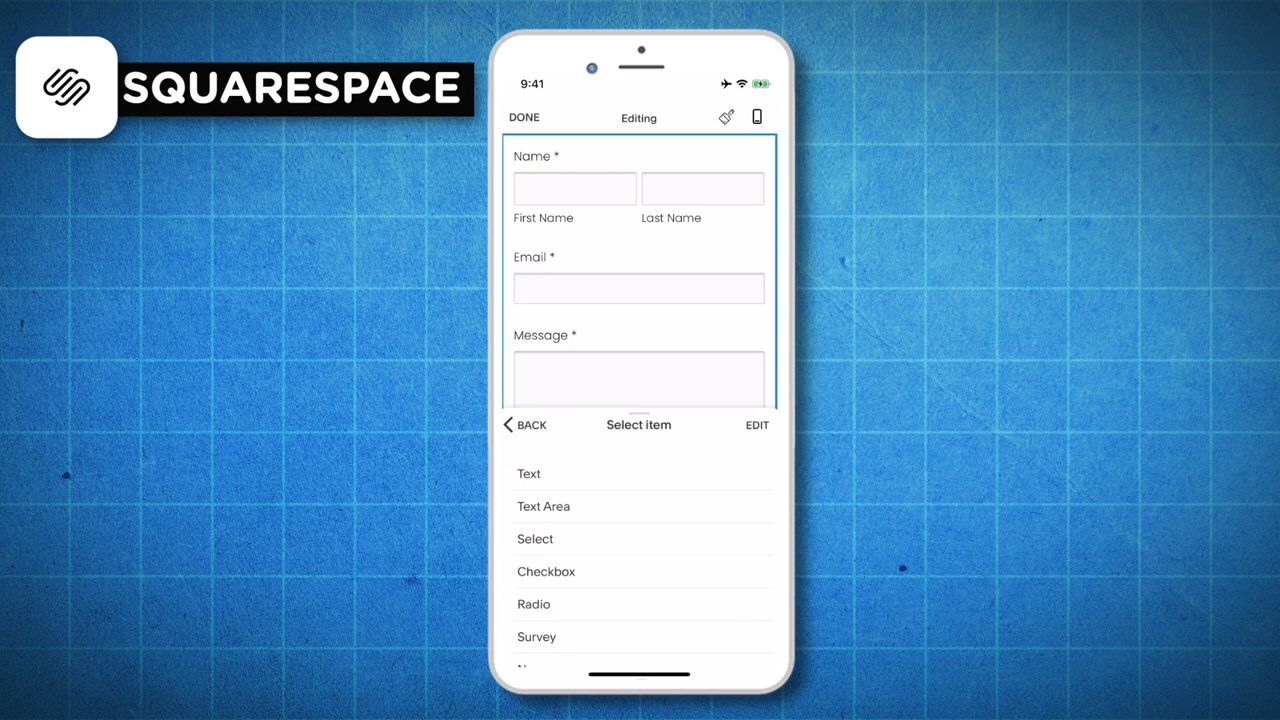 SQUARESPACE
9:41
DONE Editing
Name *
First Name Last Name
Email *
Message *
BACK Select item EDIT
Text
Text Area
Select
Checkbox
Radio
Survey